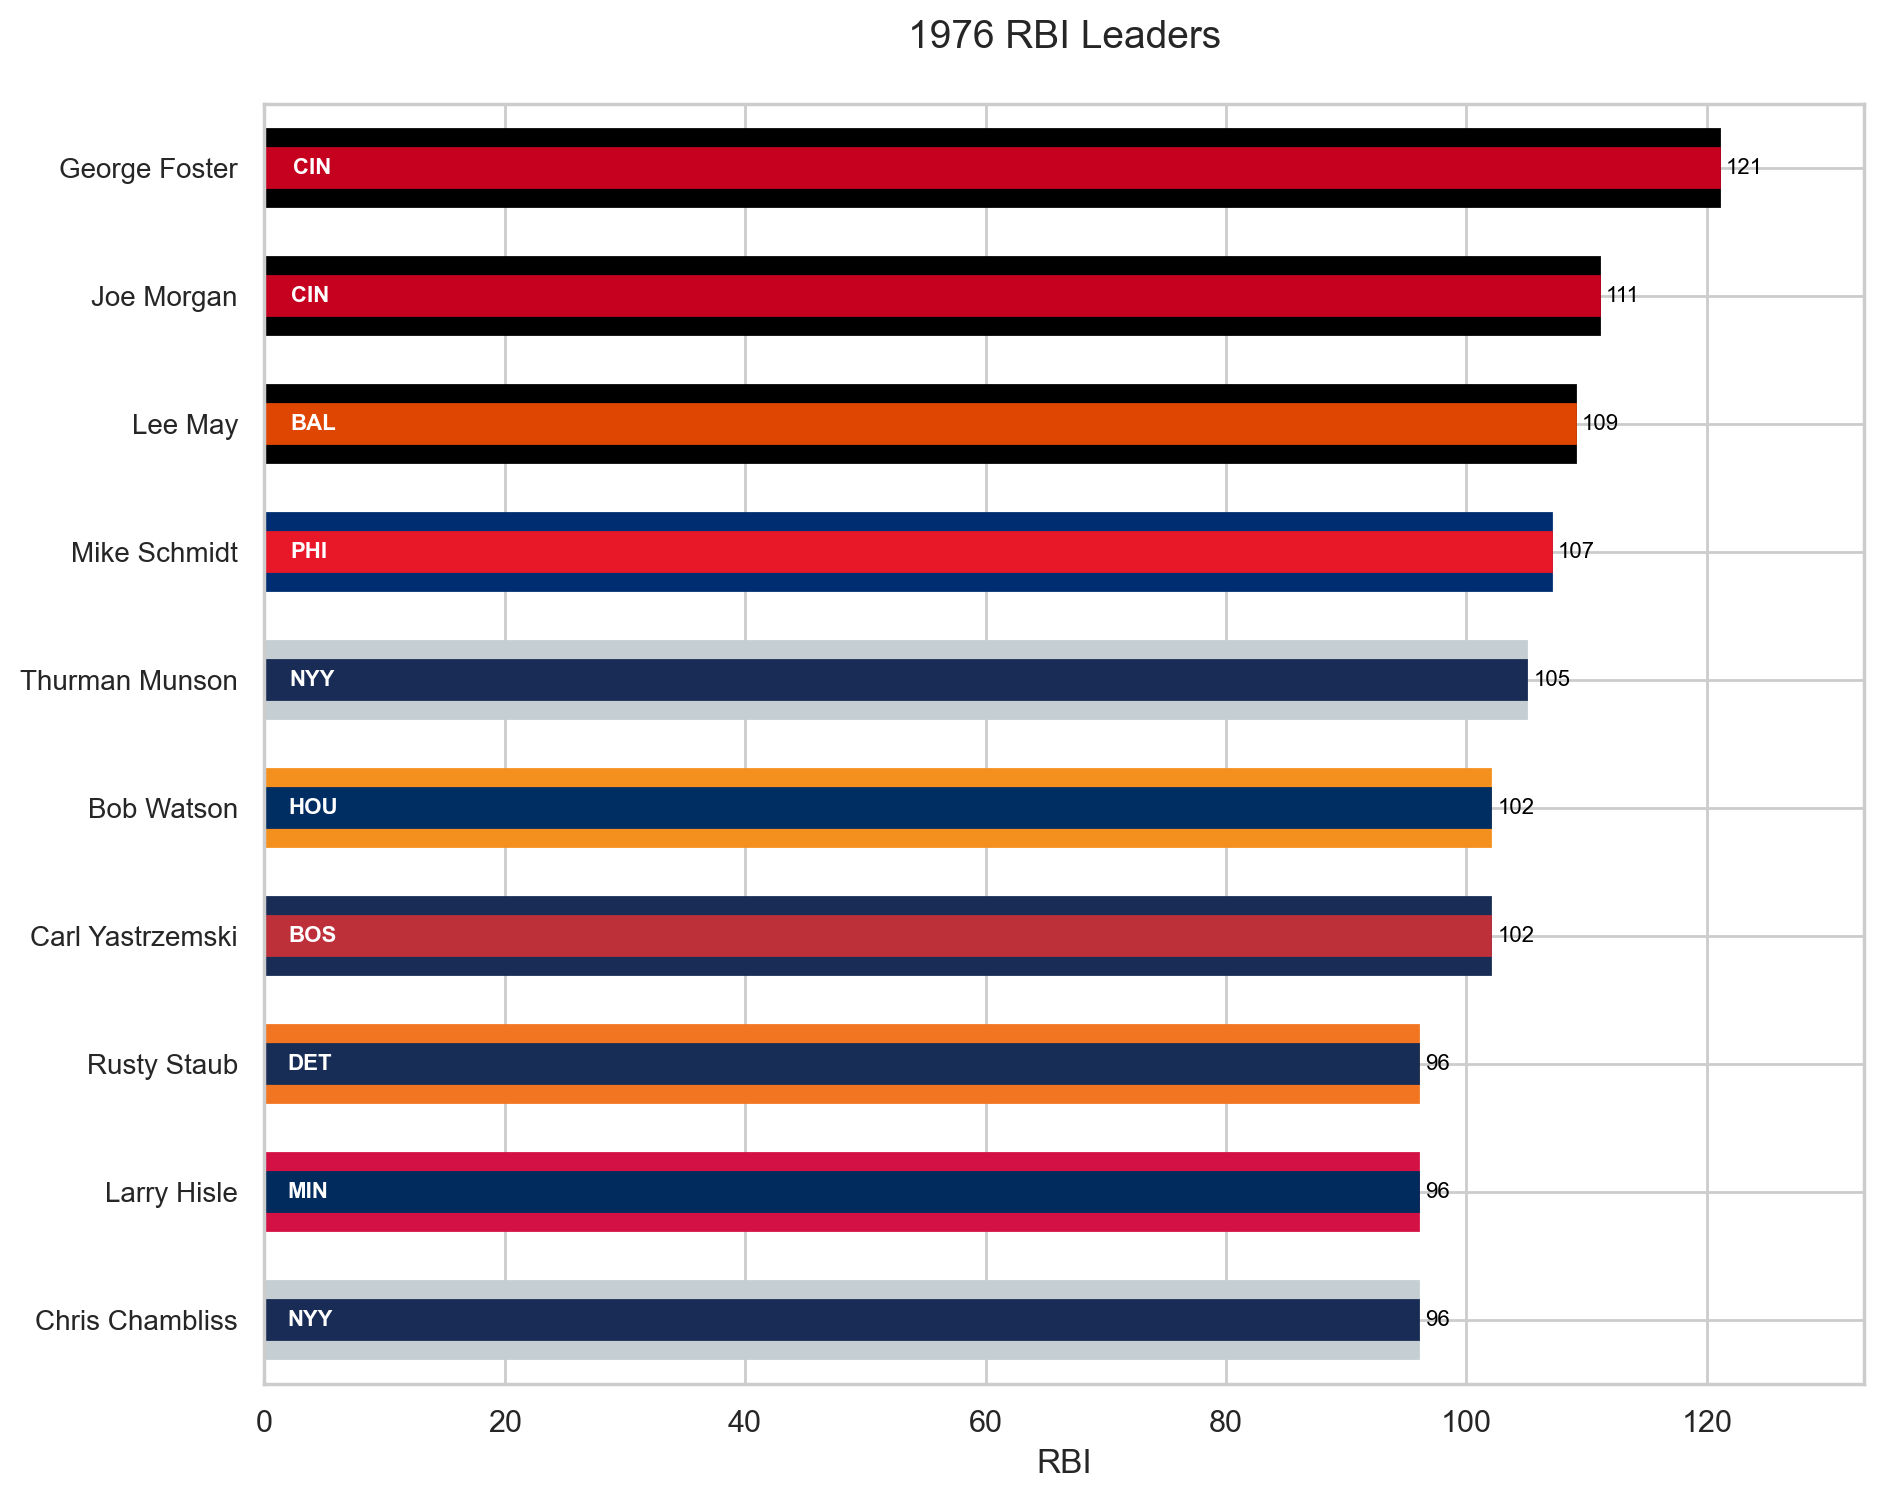 1976 RBI Leaders
George Foster CIN 121
Joe Morgan CIN 111
Lee May BAL 109
Mike Schmidt PHI 107
Thurman Munson NYY 105
Bob Watson HOU 102
Carl Yastrzemski BOS 102
Rusty Staub DET 96
Larry Hisle MIN 96
Chris Chambliss NYY 96
0 20 40 60 80 100 120
RBI